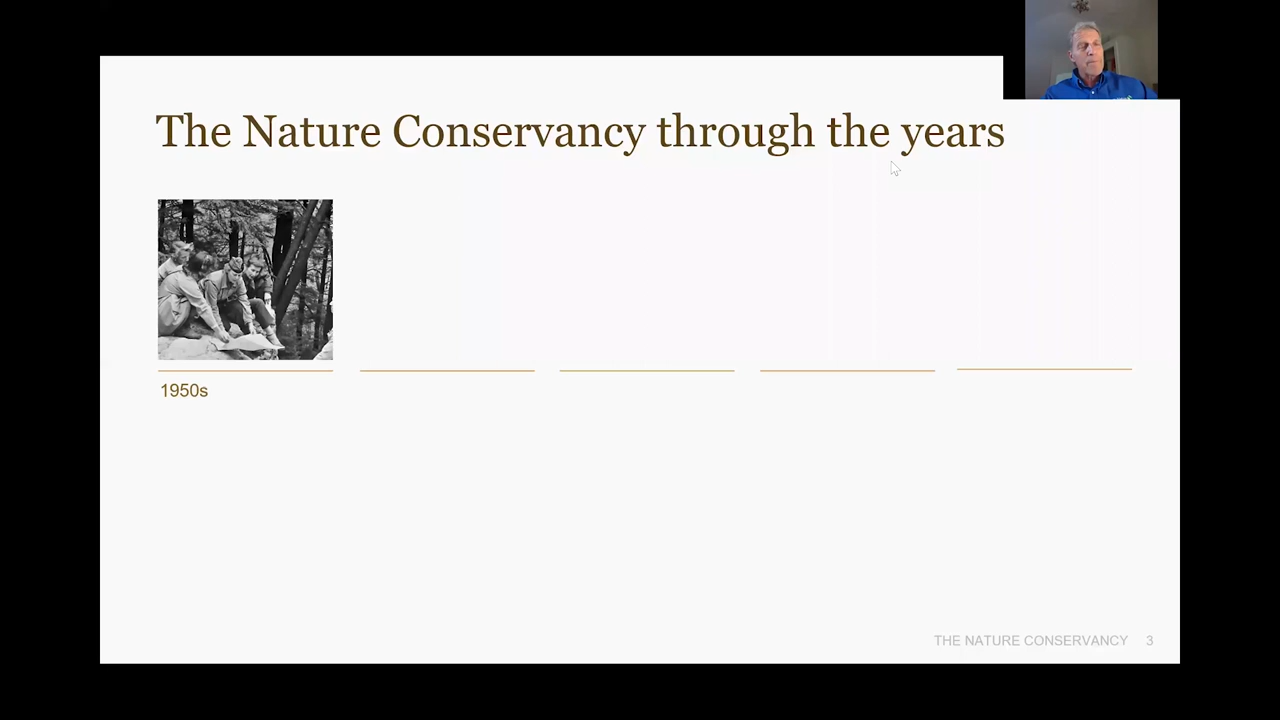 The Nature Conservancy through the years
1950s
THE NATURE CONSERVANCY 3